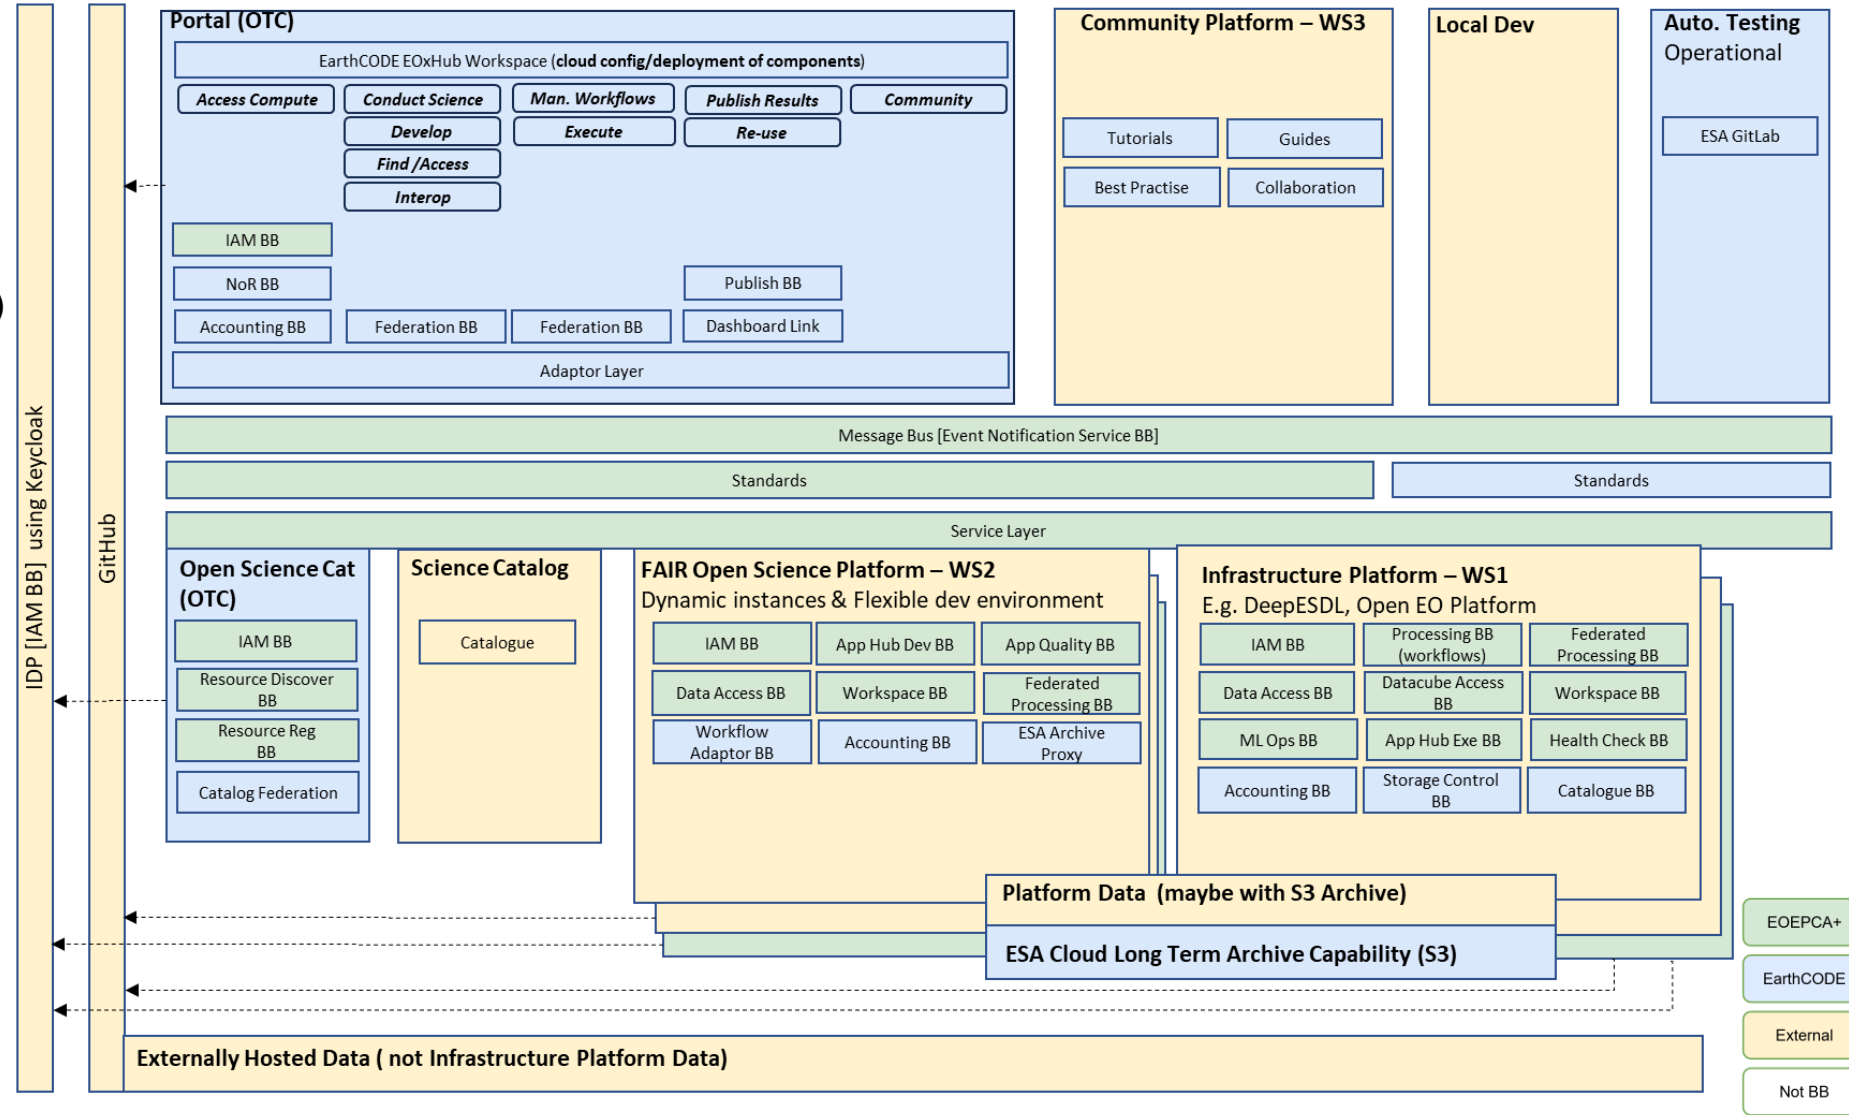 Portal (OTC)
EarthCODE EOxHub Workspace (cloud config/deployment of components)
Access Compute
Conduct Science
Man. Workflows
Publish Results
Community
Develop
Execute
Re-use
Find /Access
Interop
IAM BB
NoR BB
Publish BB
Accounting BB
Federation BB
Federation BB
Dashboard Link
Adaptor Layer
Community Platform – WS3
Tutorials
Guides
Best Practise
Collaboration
Local Dev
Auto. Testing
Operational
ESA GitLab
)
IDP [IAM BB] using Keycloak
GitHub
Message Bus [Event Notification Service BB]
Standards
Standards
Service Layer
Open Science Cat
(OTC)
IAM BB
Resource Discover
BB
Resource Reg
BB
Catalog Federation
Science Catalog
Catalogue
FAIR Open Science Platform – WS2
Dynamic instances & Flexible dev environment
IAM BB
App Hub Dev BB
App Quality BB
Data Access BB
Workspace BB
Federated
Processing BB
Workflow
Adaptor BB
Accounting BB
ESA Archive
Proxy
Infrastructure Platform – WS1
E.g. DeepESDL, Open EO Platform
IAM BB
Processing BB
(workflows)
Federated
Processing BB
Data Access BB
Datacube Access
BB
Workspace BB
ML Ops BB
App Hub Exe BB
Health Check BB
Accounting BB
Storage Control
BB
Catalogue BB
Platform Data (maybe with S3 Archive)
ESA Cloud Long Term Archive Capability (S3)
Externally Hosted Data ( not Infrastructure Platform Data)
EOEPCA+
EarthCODE
External
Not BB